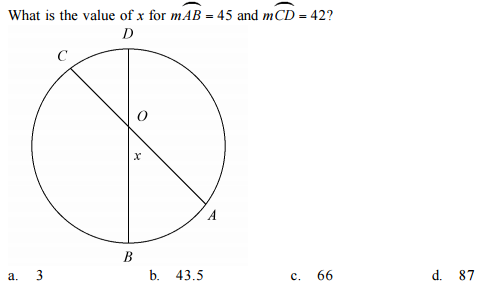 What is the value of x for mAB = 45 and mCD = 42?
D
C
O
x
A
B
a. 3 b. 43.5 c. 66 d. 87